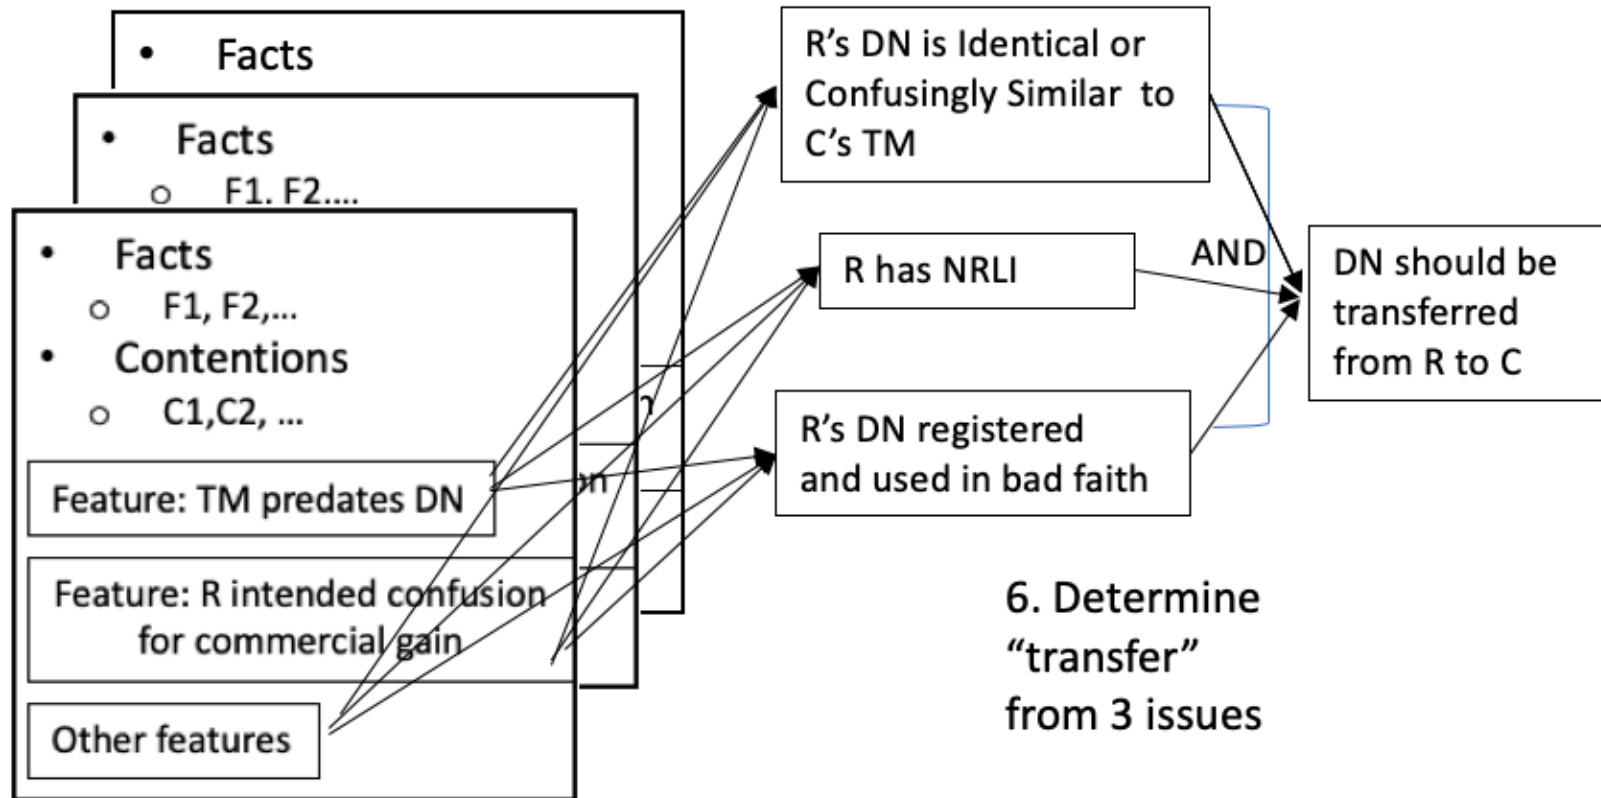 • Facts
• Facts
o F1. F2....
• Facts
o F1, F2,...
• Contentions
o C1,C2, ...
Feature: TM predates DN
Feature: R intended confusion
for commercial gain
Other features
on
R’s DN is Identical or
Confusingly Similar to
C’s TM
R has NRLI
R’s DN registered
and used in bad faith
AND
DN should be
transferred
from R to C
6. Determine
“transfer”
from 3 issues